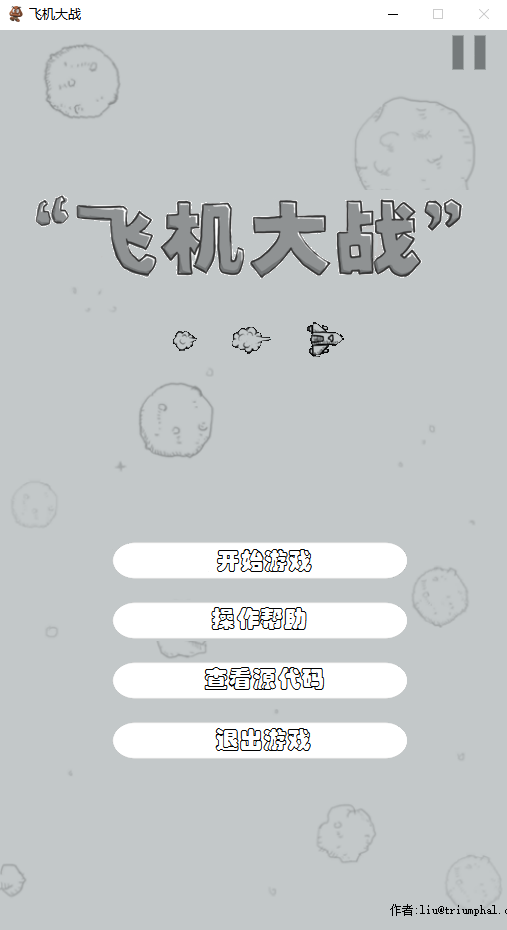 飞机大战
“飞机大战”
开始游戏
操作帮助
查看源代码
退出游戏
作者:liu@triumphal.c